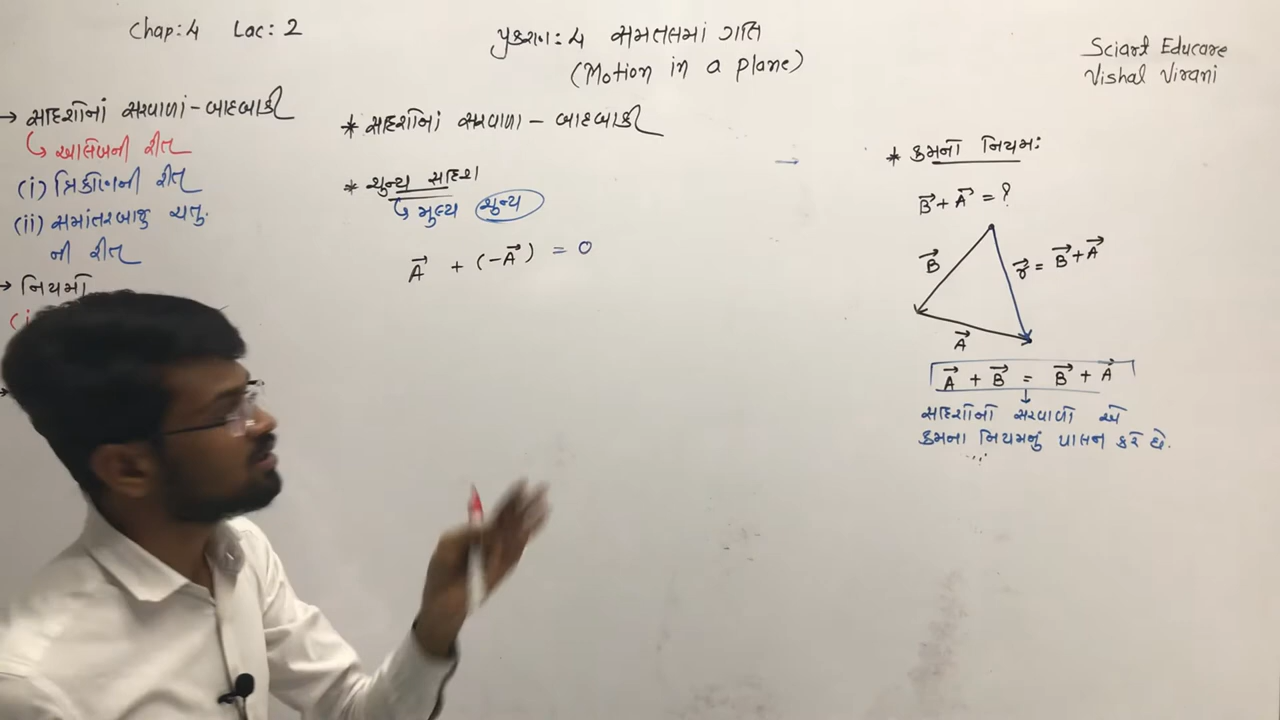 Chap: 4 Lac: 2
પ્રકરણ: 4 સમતલમાં ગતિ
(Motion in a plane)
Sciart Educare
Vishal Virani
→ સદિશોનાં સરવાળા - બાદબાકી
↳ આલેખની રીત
(i) ત્રિકોણની રીત
(ii) સમાંતરબાજુ ચતુ.
ની રીત
→ નિયમો
(i
* સદિશોનાં સરવાળા - બાદબાકી
* શુન્ય સદિશ
↳ મુલ્ય શુન્ય
A⃗ + (-A⃗) = 0
→
* ક્રમનો નિયમ:
B⃗ + A⃗ = ?
B⃗
r⃗ = B⃗ + A⃗
A⃗
A⃗ + B⃗ = B⃗ + A⃗
↓
સદિશોનો સરવાળો એ
ક્રમના નિયમનું પાલન કરે છે.